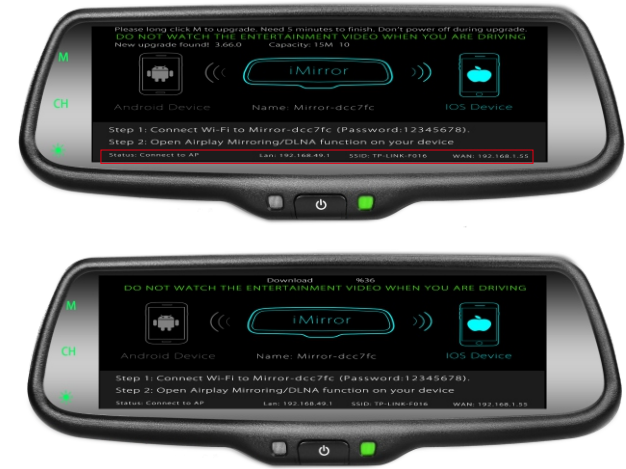 Please long click M to upgrade. Need 5 minutes to finish. Don't power off during upgrade.
DO NOT WATCH THE ENTERTAINMENT VIDEO WHEN YOU ARE DRIVING
New upgrade found! 3.66.0 Capacity: 15M 10
M
iMirror
CH
Android Device Name: Mirror-dcc7fc IOS Device
Step 1: Connect Wi-Fi to Mirror-dcc7fc (Password:12345678).
Step 2: Open Airplay Mirroring/DLNA function on your device
Status: Connect to AP Lan: 192.168.49.1 SSID: TP-LINK-F016 WAN: 192.168.1.55
Download %36
DO NOT WATCH THE ENTERTAINMENT VIDEO WHEN YOU ARE DRIVING
M
iMirror
CH
Android Device Name: Mirror-dcc7fc IOS Device
Step 1: Connect Wi-Fi to Mirror-dcc7fc (Password:12345678).
Step 2: Open Airplay Mirroring/DLNA function on your device
Status: Connect to AP Lan: 192.168.49.1 SSID: TP-LINK-F016 WAN: 192.168.1.55